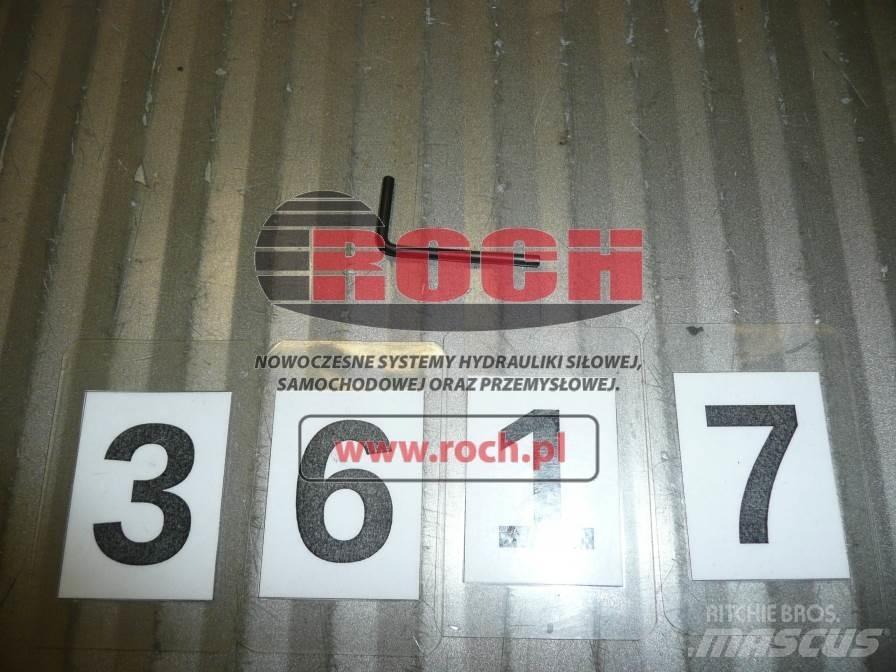 ROCH
NOWOCZESNE SYSTEMY HYDRAULIKI SIŁOWEJ,
SAMOCHODOWEJ ORAZ PRZEMYSŁOWEJ.
www.roch.pl
3 6 1 7
RITCHIE BROS.
MASCUS